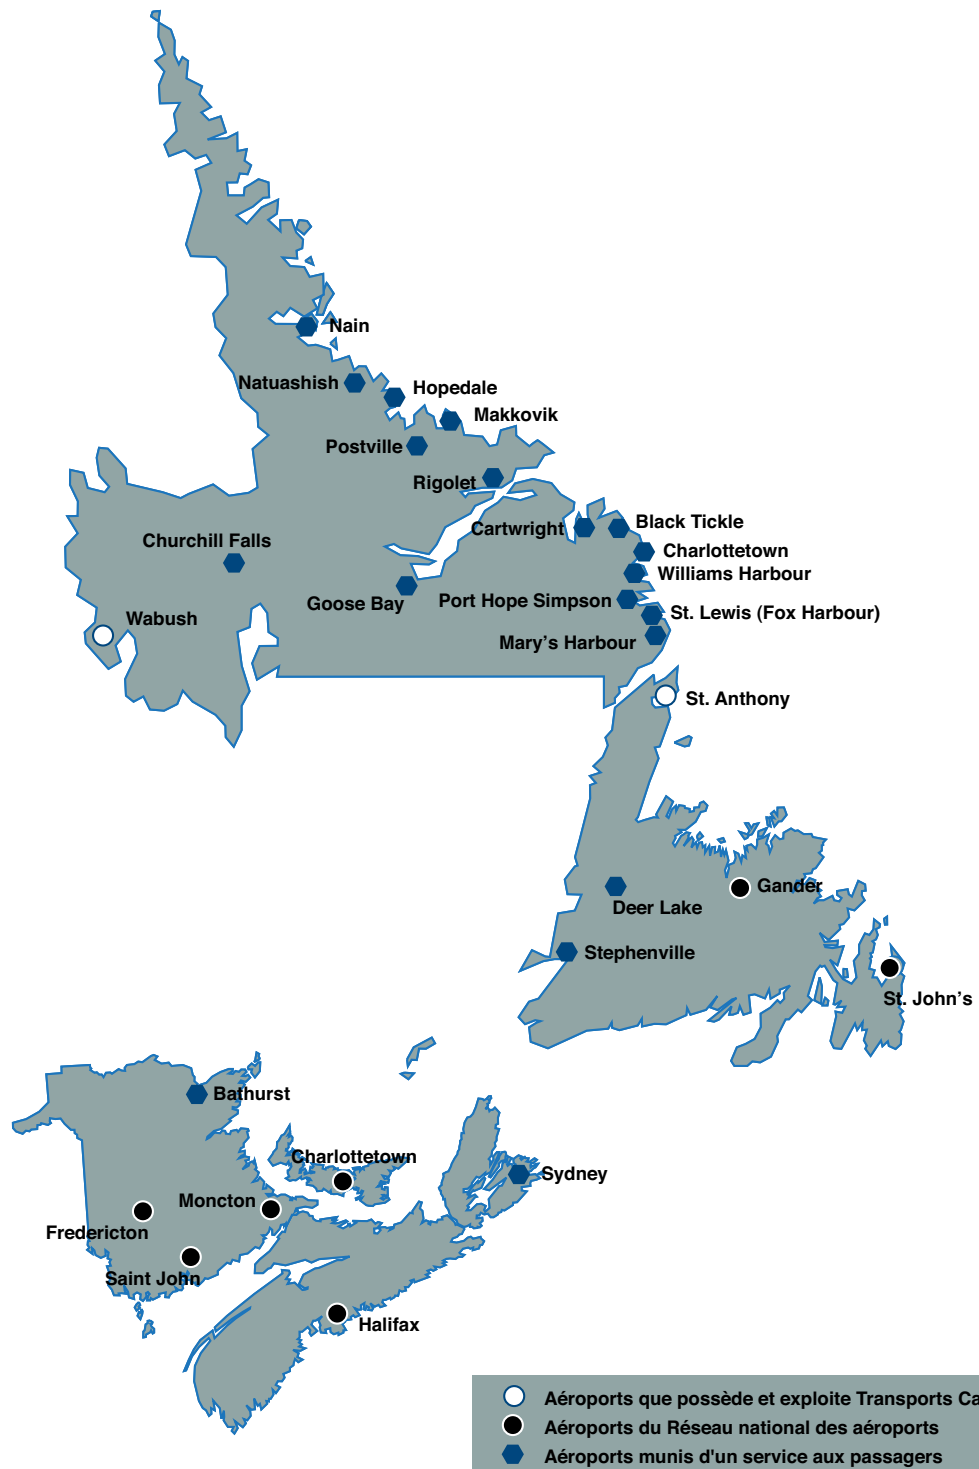 Nain
Natuashish
Hopedale
Makkovik
Postville
Rigolet
Cartwright
Black Tickle
Charlottetown
Churchill Falls
Williams Harbour
Goose Bay
Port Hope Simpson
St. Lewis (Fox Harbour)
Wabush
Mary’s Harbour
St. Anthony
Gander
Deer Lake
Stephenville
St. John’s
Bathurst
Charlottetown
Sydney
Moncton
Fredericton
Saint John
Halifax
Aéroports que possède et exploite Transports Ca
Aéroports du Réseau national des aéroports
Aéroports munis d'un service aux passagers